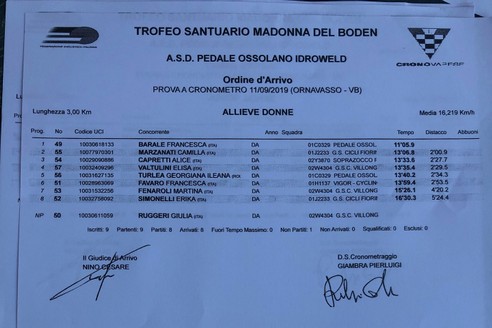 TROFEO SANTUARIO MADONNA DEL BODEN
A.S.D. PEDALE OSSOLANO IDROWELD
Ordine d'Arrivo
PROVA A CRONOMETRO 11/09/2019 (ORNAVASSO - VB)
Lunghezza 3,00 Km ALLIEVE DONNE Media 16,219 Km/h
Prog. N° Codice UCI Concorrente Anno Squadra Tempo Distacco Abbuoni
1 49 10030618133 BARALE FRANCESCA (ITA) DA 01C0329 PEDALE OSSOL 11'05.9
2 55 10077970301 MARZANATI CAMILLA (ITA) DA 01J2233 G.S. CICLI FIORI 13'06.8 2'00.9
3 54 10029090886 CAPRETTI ALICE (ITA) DA 02Y3670 SOPRAZOCCO 13'33.6 2'27.7
4 57 10032409296 VALTULINI ELISA (ITA) DA 02W4304 G.S.C. VILLONG 13'35.4 2'29.5
5 56 10031627135 TURLEA GEORGIANA ILEANA DA 01C0329 PEDALE OSSOL 13'40.2 2'34.3
6 51 10028963069 FAVARO FRANCESCA (ITA) DA 01H1137 VIGOR - CYCLIN 13'59.4 2'53.5
7 53 10031532256 FENAROLI MARTINA (ITA) DA 02W4304 G.S.C. VILLONG 15'26.1 4'20.2
8 52 10032758092 SIMONELLI ERIKA (ITA) DA 01J2233 G.S. CICLI FIORI 16'30.3 5'24.4
NP 50 10030611059 RUGGERI GIULIA (ITA) DA 02W4304 G.S.C. VILLONG
Iscritti: 9 Partenti: 9 Partiti: 8 Arrivati: 8 Fuori Tempo Massimo: 0 Non Partiti: 1 Non Arrivati: 0 Squalificati: 0 Esclusi: 0
Il Giudice di Arrivo D.S.Cronometraggio
NINO CESARE GIAMBRA PIERLUIGI